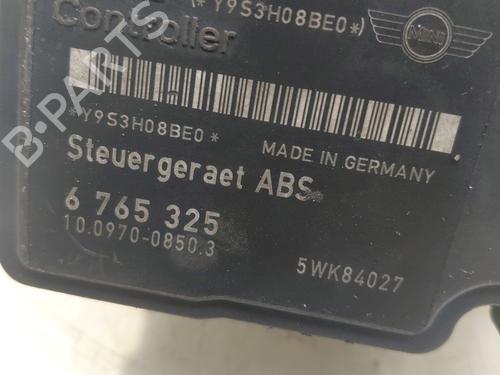 (* Y9S3H08BE0*)
Controller
MINI
*Y9S3H08BE0*
MADE IN GERMANY
Steuergeraet ABS
6 765 325
10.0970-0850.3
5WK84027
B-PARTS